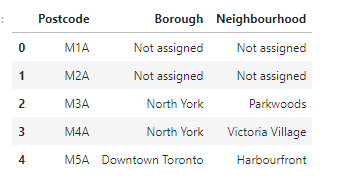 :
Postcode Borough Neighbourhood
0 M1A Not assigned Not assigned
1 M2A Not assigned Not assigned
2 M3A North York Parkwoods
3 M4A North York Victoria Village
4 M5A Downtown Toronto Harbourfront